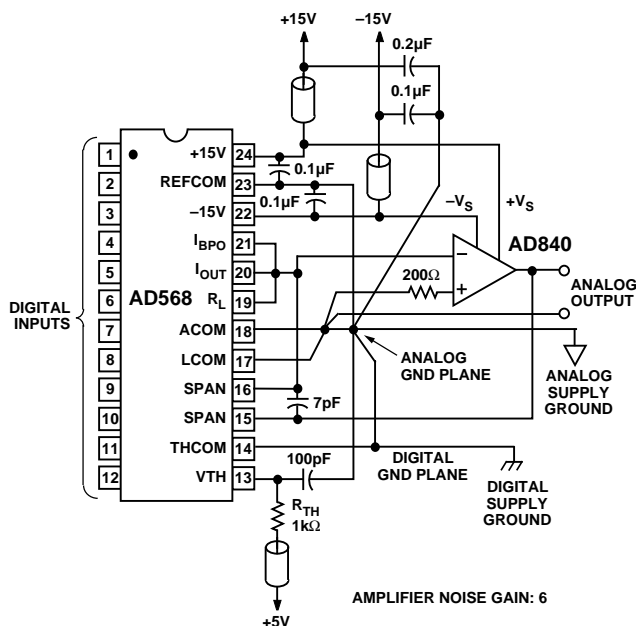 +15V
–15V
0.2µF
0.1µF
1
2
3
4
5
6
7
8
9
10
11
12
DIGITAL
INPUTS
AD568
+15V 24
REFCOM 23
–15V 22
IBPO 21
IOUT 20
RL 19
ACOM 18
LCOM 17
SPAN 16
SPAN 15
THCOM 14
VTH 13
0.1µF
0.1µF
–VS
+VS
AD840
200Ω
–
+
ANALOG
OUTPUT
ANALOG
GND PLANE
ANALOG
SUPPLY
GROUND
7pF
100pF
DIGITAL
GND PLANE
DIGITAL
SUPPLY
GROUND
RTH
1kΩ
+5V
AMPLIFIER NOISE GAIN: 6